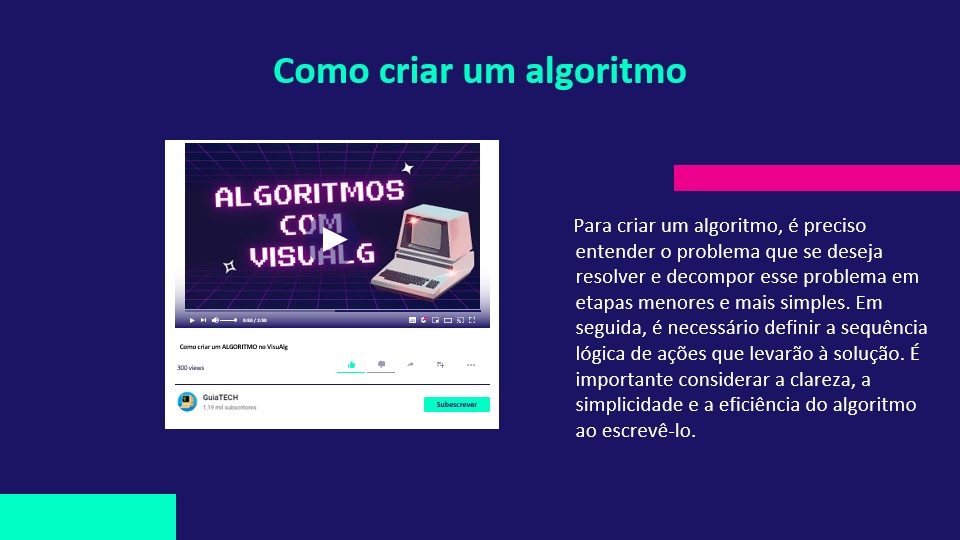 Como criar um algoritmo
ALGORITMOS
COM
VISUALG
0:50 / 2:50
Como criar um ALGORITMO no VisuAlg
300 views
GuiaTECH
1,19 mil subscritores
Subescrever
Para criar um algoritmo, é preciso
entender o problema que se deseja
resolver e decompor esse problema em
etapas menores e mais simples. Em
seguida, é necessário definir a sequência
lógica de ações que levarão à solução. É
importante considerar a clareza, a
simplicidade e a eficiência do algoritmo
ao escrevê-lo.